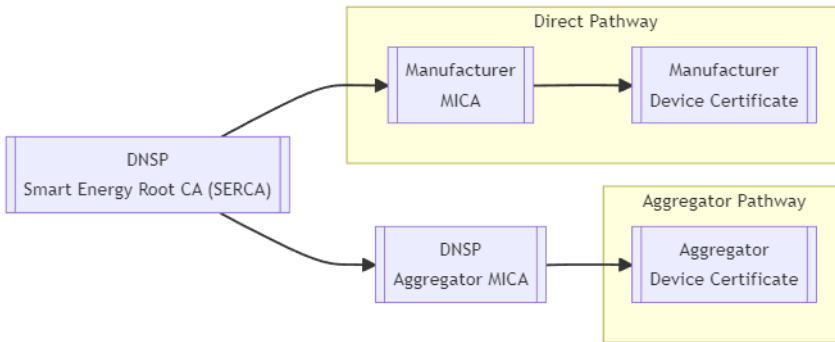 Direct Pathway
Manufacturer
MICA
Manufacturer
Device Certificate
DNSP
Smart Energy Root CA (SERCA)
Aggregator Pathway
DNSP
Aggregator MICA
Aggregator
Device Certificate